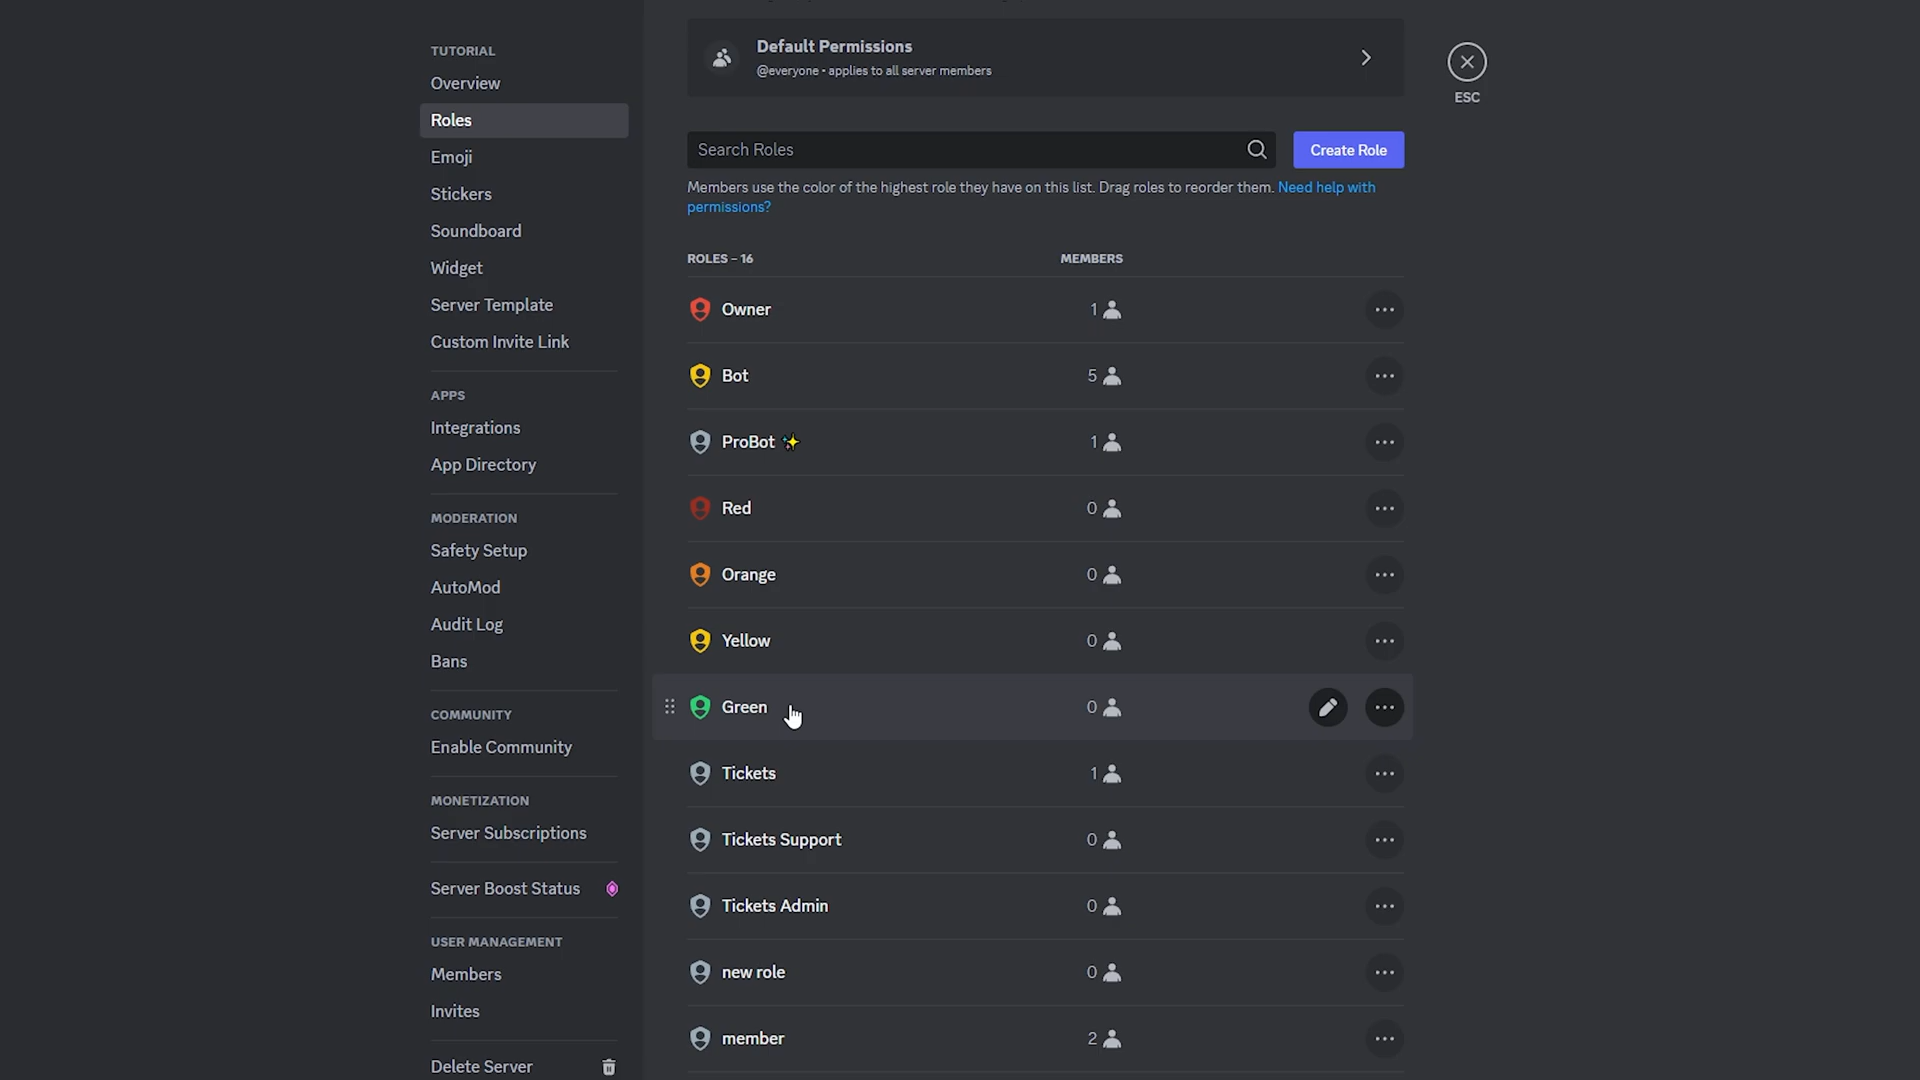 TUTORIAL
Overview
Roles
Emoji
Stickers
Soundboard
Widget
Server Template
Custom Invite Link
APPS
Integrations
App Directory
MODERATION
Safety Setup
AutoMod
Audit Log
Bans
COMMUNITY
Enable Community
MONETIZATION
Server Subscriptions
Server Boost Status
USER MANAGEMENT
Members
Invites
Delete Server
Default Permissions
@everyone • applies to all server members
ESC
Search Roles
Create Role
Members use the color of the highest role they have on this list. Drag roles to reorder them. Need help with
permissions?
ROLES – 16 MEMBERS
Owner 1
Bot 5
ProBot ✨ 1
Red 0
Orange 0
Yellow 0
Green 0
Tickets 1
Tickets Support 0
Tickets Admin 0
new role 0
member 2